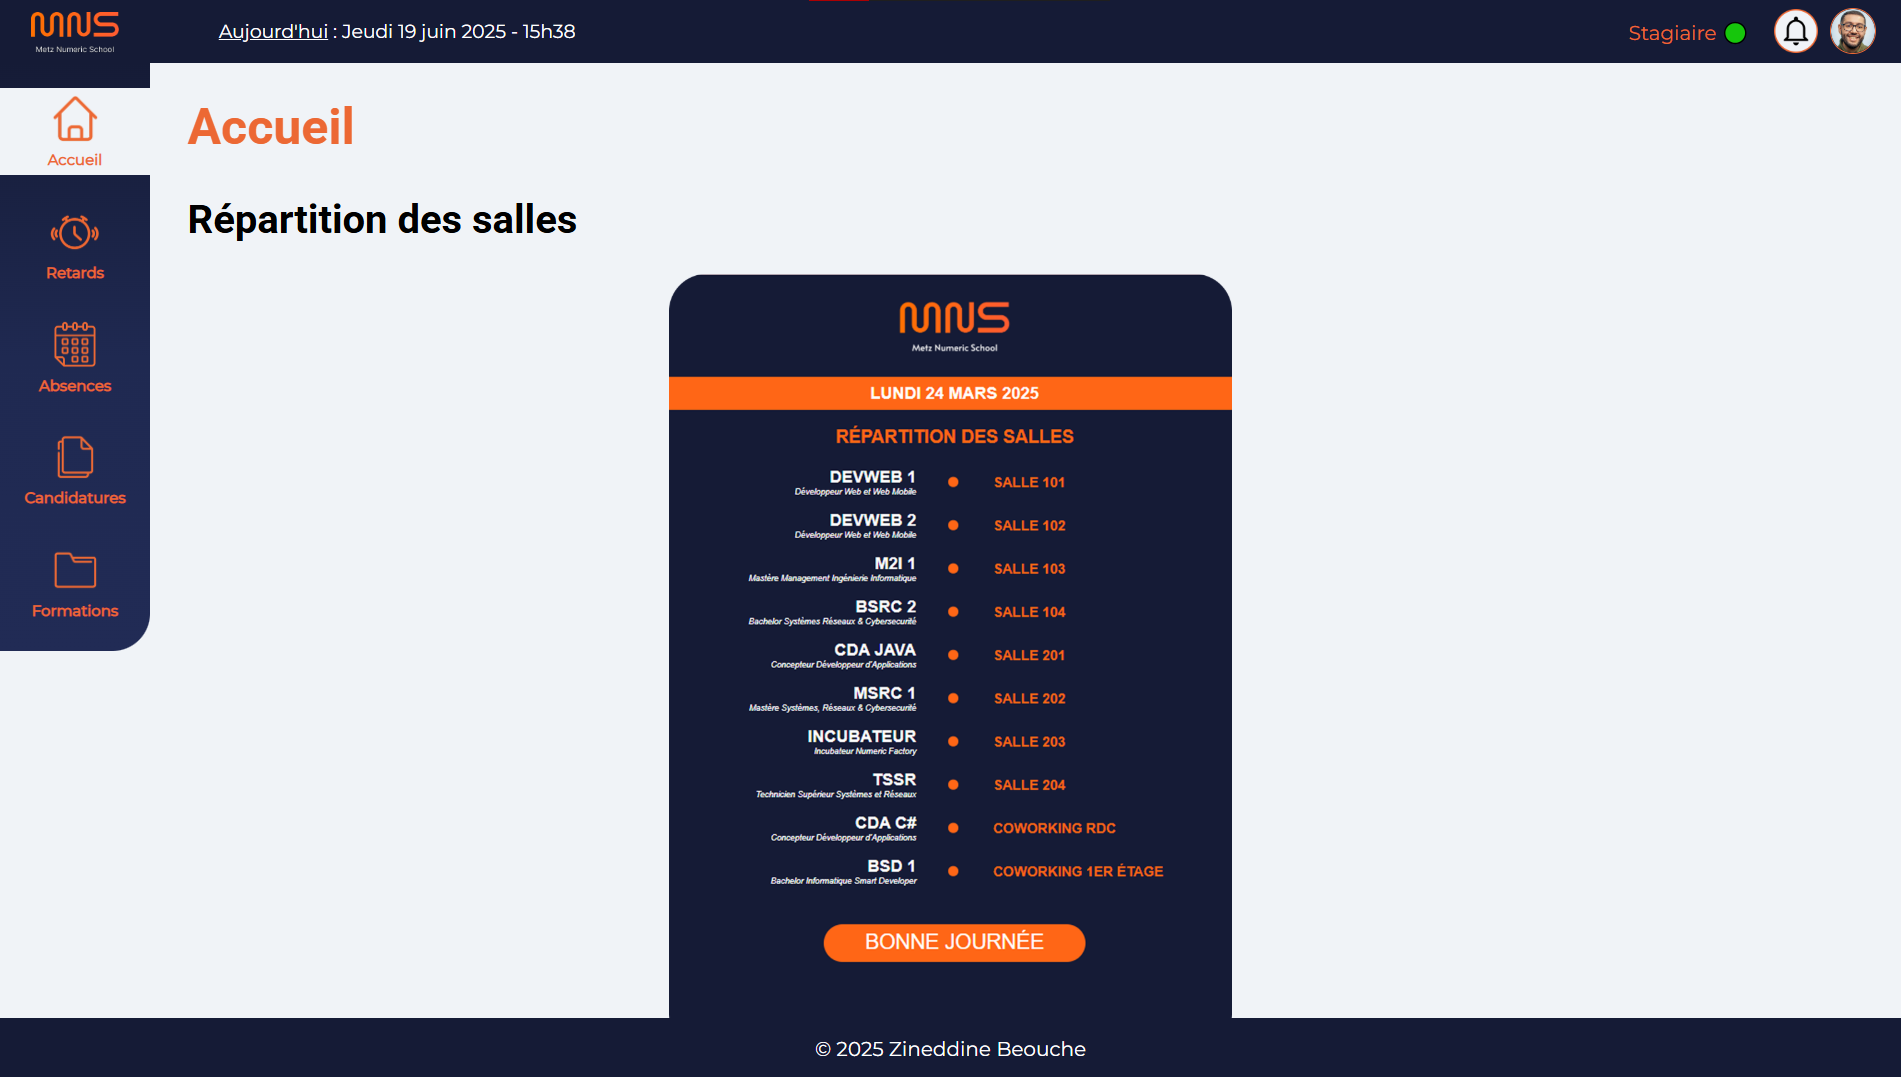 MNS
Metz Numeric School
Aujourd'hui : Jeudi 19 juin 2025 - 15h38
Stagiaire
Accueil
Retards
Absences
Candidatures
Formations
Accueil
Répartition des salles
MNS
Metz Numeric School
LUNDI 24 MARS 2025
RÉPARTITION DES SALLES
DEVWEB 1 SALLE 101
Développeur Web et Web Mobile
DEVWEB 2 SALLE 102
Développeur Web et Web Mobile
M2I 1 SALLE 103
Mastère Management Ingénierie Informatique
BSRC 2 SALLE 104
Bachelor Systèmes Réseaux & Cybersecurité
CDA JAVA SALLE 201
Concepteur Développeur d'Applications
MSRC 1 SALLE 202
Mastère Systèmes, Réseaux & Cybersecurité
INCUBATEUR SALLE 203
Incubateur Numeric Factory
TSSR SALLE 204
Technicien Supérieur Systèmes et Réseaux
CDA C# COWORKING RDC
Concepteur Développeur d'Applications
BSD 1 COWORKING 1ER ÉTAGE
Bachelor Informatique Smart Developer
BONNE JOURNÉE
© 2025 Zineddine Beouche